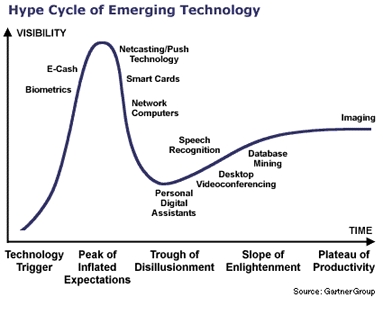 Hype Cycle of Emerging Technology
VISIBILITY
Netcasting/Push
Technology
E-Cash
Smart Cards
Biometrics
Network
Computers
Imaging
Speech
Recognition
Database
Mining
Desktop
Videoconferencing
Personal
Digital
Assistants
TIME
Technology
Trigger
Peak of
Inflated
Expectations
Trough of
Disillusionment
Slope of
Enlightenment
Plateau of
Productivity
Source: GartnerGroup